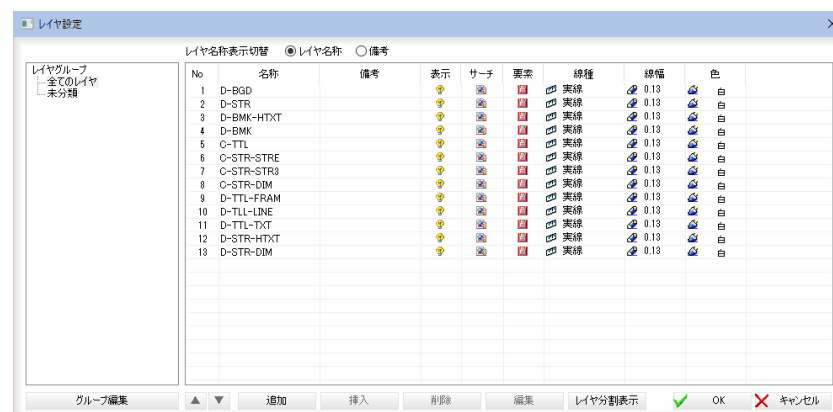 レイヤ設定
レイヤ名称表示切替 レイヤ名称 備考
レイヤグループ
全てのレイヤ
未分類
No 名称 備考 表示 サーチ 要素 線種 線幅 色
1 D-BGD 実線 0.13 白
2 D-STR 実線 0.13 白
3 D-BMK-HTXT 実線 0.13 白
4 D-BMK 実線 0.13 白
5 C-TTL 実線 0.13 白
6 C-STR-STRE 実線 0.13 白
7 C-STR-STR3 実線 0.13 白
8 C-STR-DIM 実線 0.13 白
9 D-TTL-FRAM 実線 0.13 白
10 D-TLL-LINE 実線 0.13 白
11 D-TTL-TXT 実線 0.13 白
12 D-STR-HTXT 実線 0.13 白
13 D-STR-DIM 実線 0.13 白
グループ編集 ▲ ▼ 追加 挿入 削除 編集 レイヤ分割表示 OK キャンセル